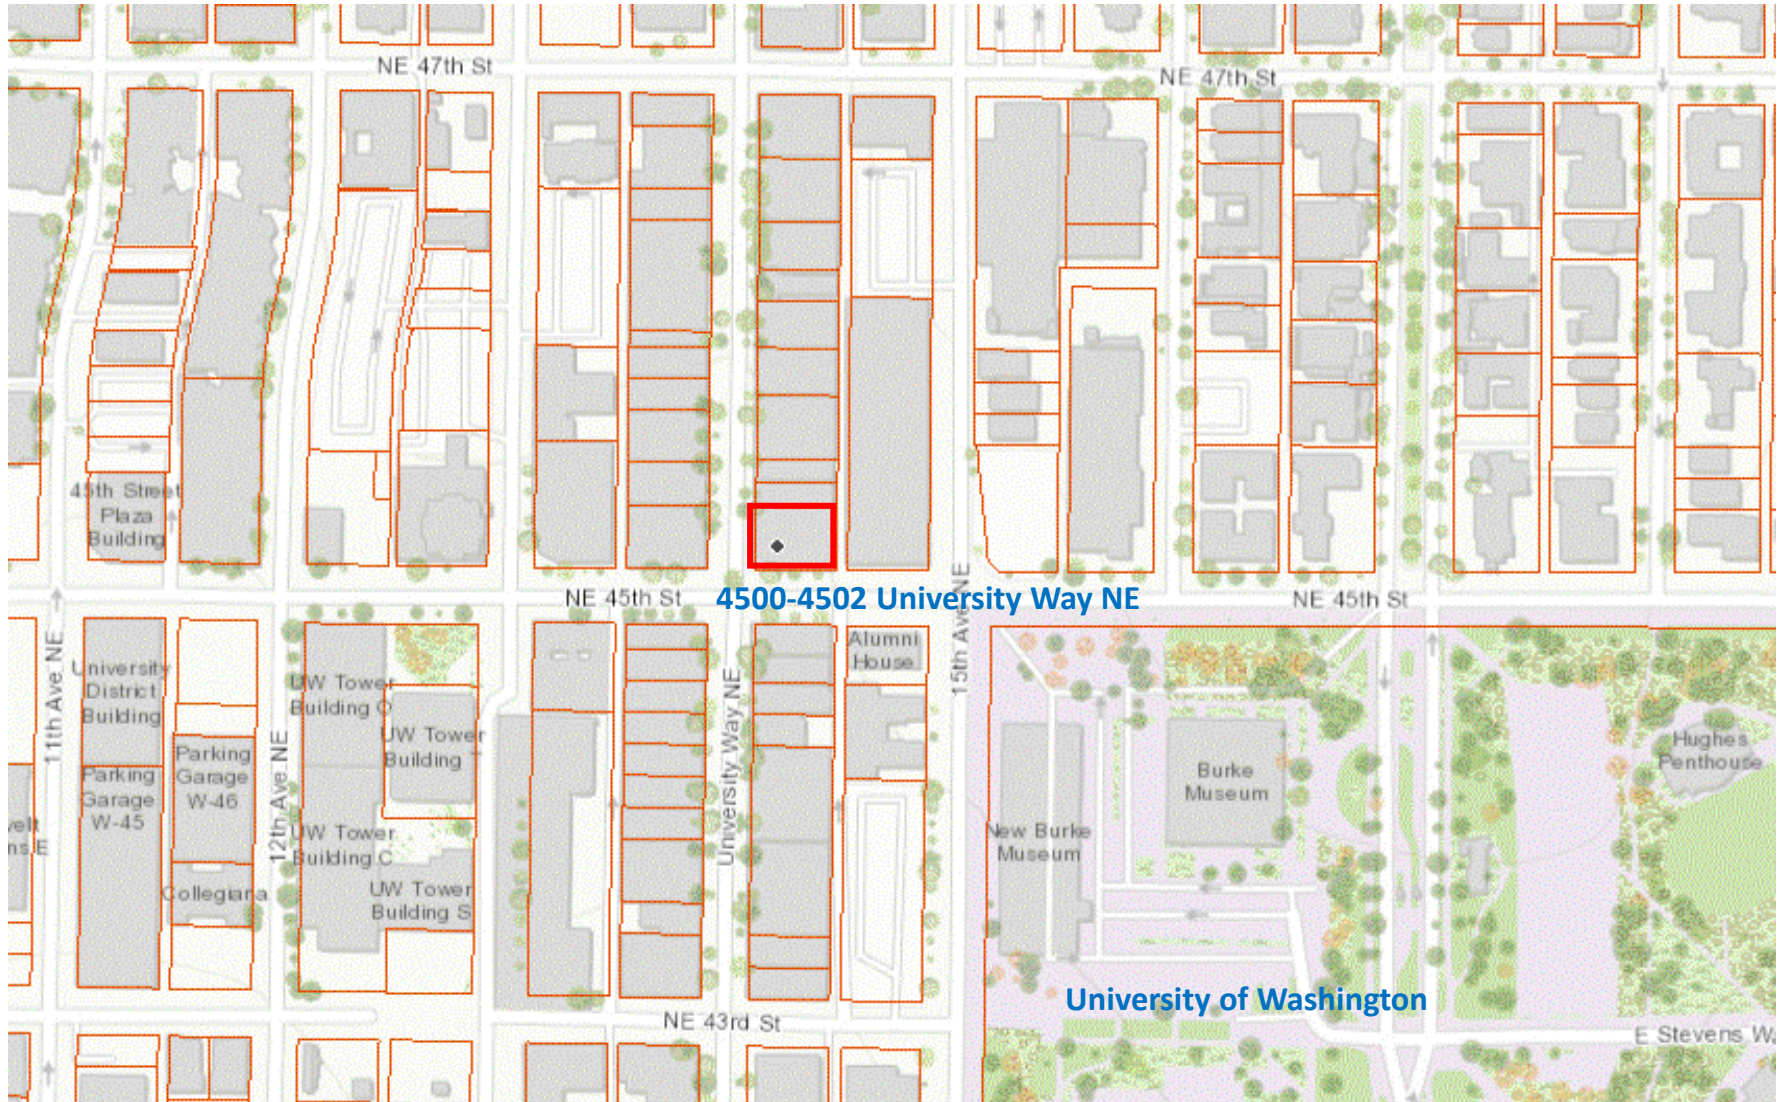 NE 47th St
NE 47th St
45th Street
Plaza
Building
NE 45th St
4500-4502 University Way NE
NE 45th St
15th Ave NE
11th Ave NE
University
District
Building
Parking
Garage
W-45
Parking
Garage
W-46
Collegiana
12th Ave NE
UW Tower
Building O
UW Tower
Building T
UW Tower
Building C
UW Tower
Building S
University Way NE
Alumni
House
New Burke
Museum
Burke
Museum
Hughes
Penthouse
University of Washington
NE 43rd St
E Stevens